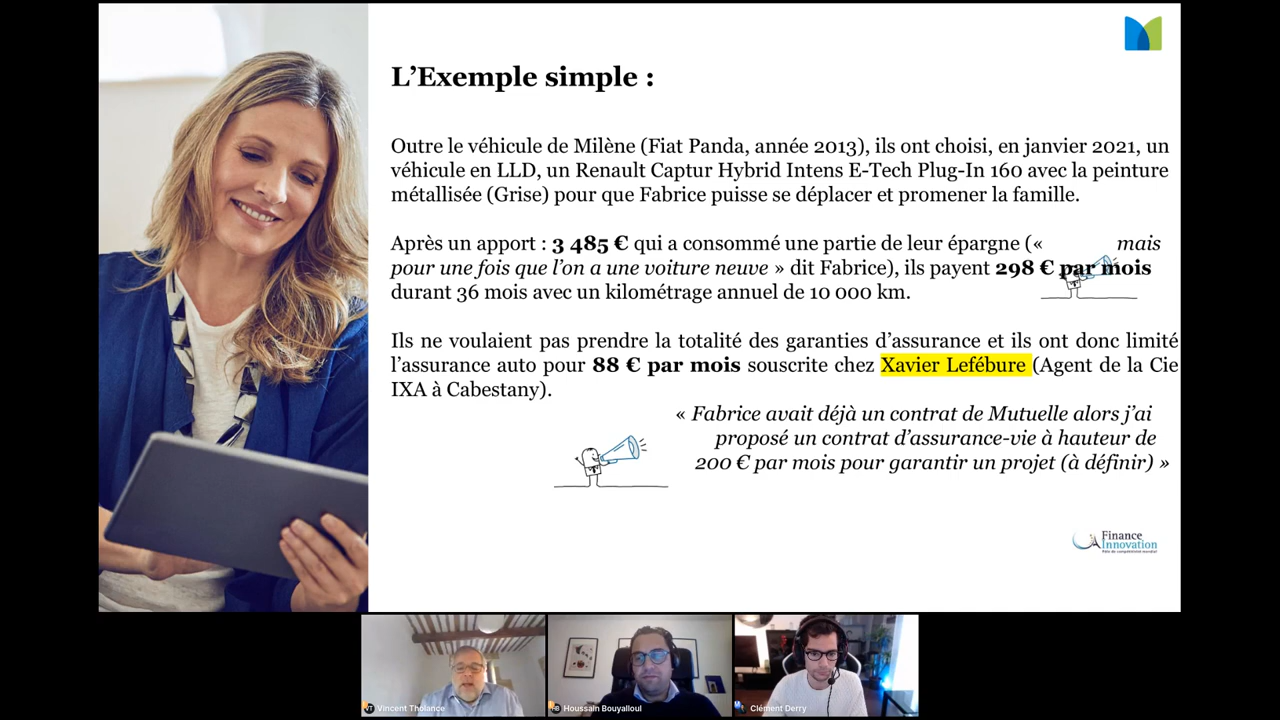 L’Exemple simple :
Outre le véhicule de Milène (Fiat Panda, année 2013), ils ont choisi, en janvier 2021, un
véhicule en LLD, un Renault Captur Hybrid Intens E-Tech Plug-In 160 avec la peinture
métallisée (Grise) pour que Fabrice puisse se déplacer et promener la famille.
Après un apport : 3 485 € qui a consommé une partie de leur épargne (« mais
pour une fois que l’on a une voiture neuve » dit Fabrice), ils payent 298 € par mois
durant 36 mois avec un kilométrage annuel de 10 000 km.
Ils ne voulaient pas prendre la totalité des garanties d’assurance et ils ont donc limité
l’assurance auto pour 88 € par mois souscrite chez Xavier Lefébure (Agent de la Cie
IXA à Cabestany).
« Fabrice avait déjà un contrat de Mutuelle alors j’ai
proposé un contrat d’assurance-vie à hauteur de
200 € par mois pour garantir un projet (à définir) »
Finance
Innovation
Pôle de compétitivité mondial
VT Vincent Tholance
HB Houssain Bouyalloul
Clément Derry